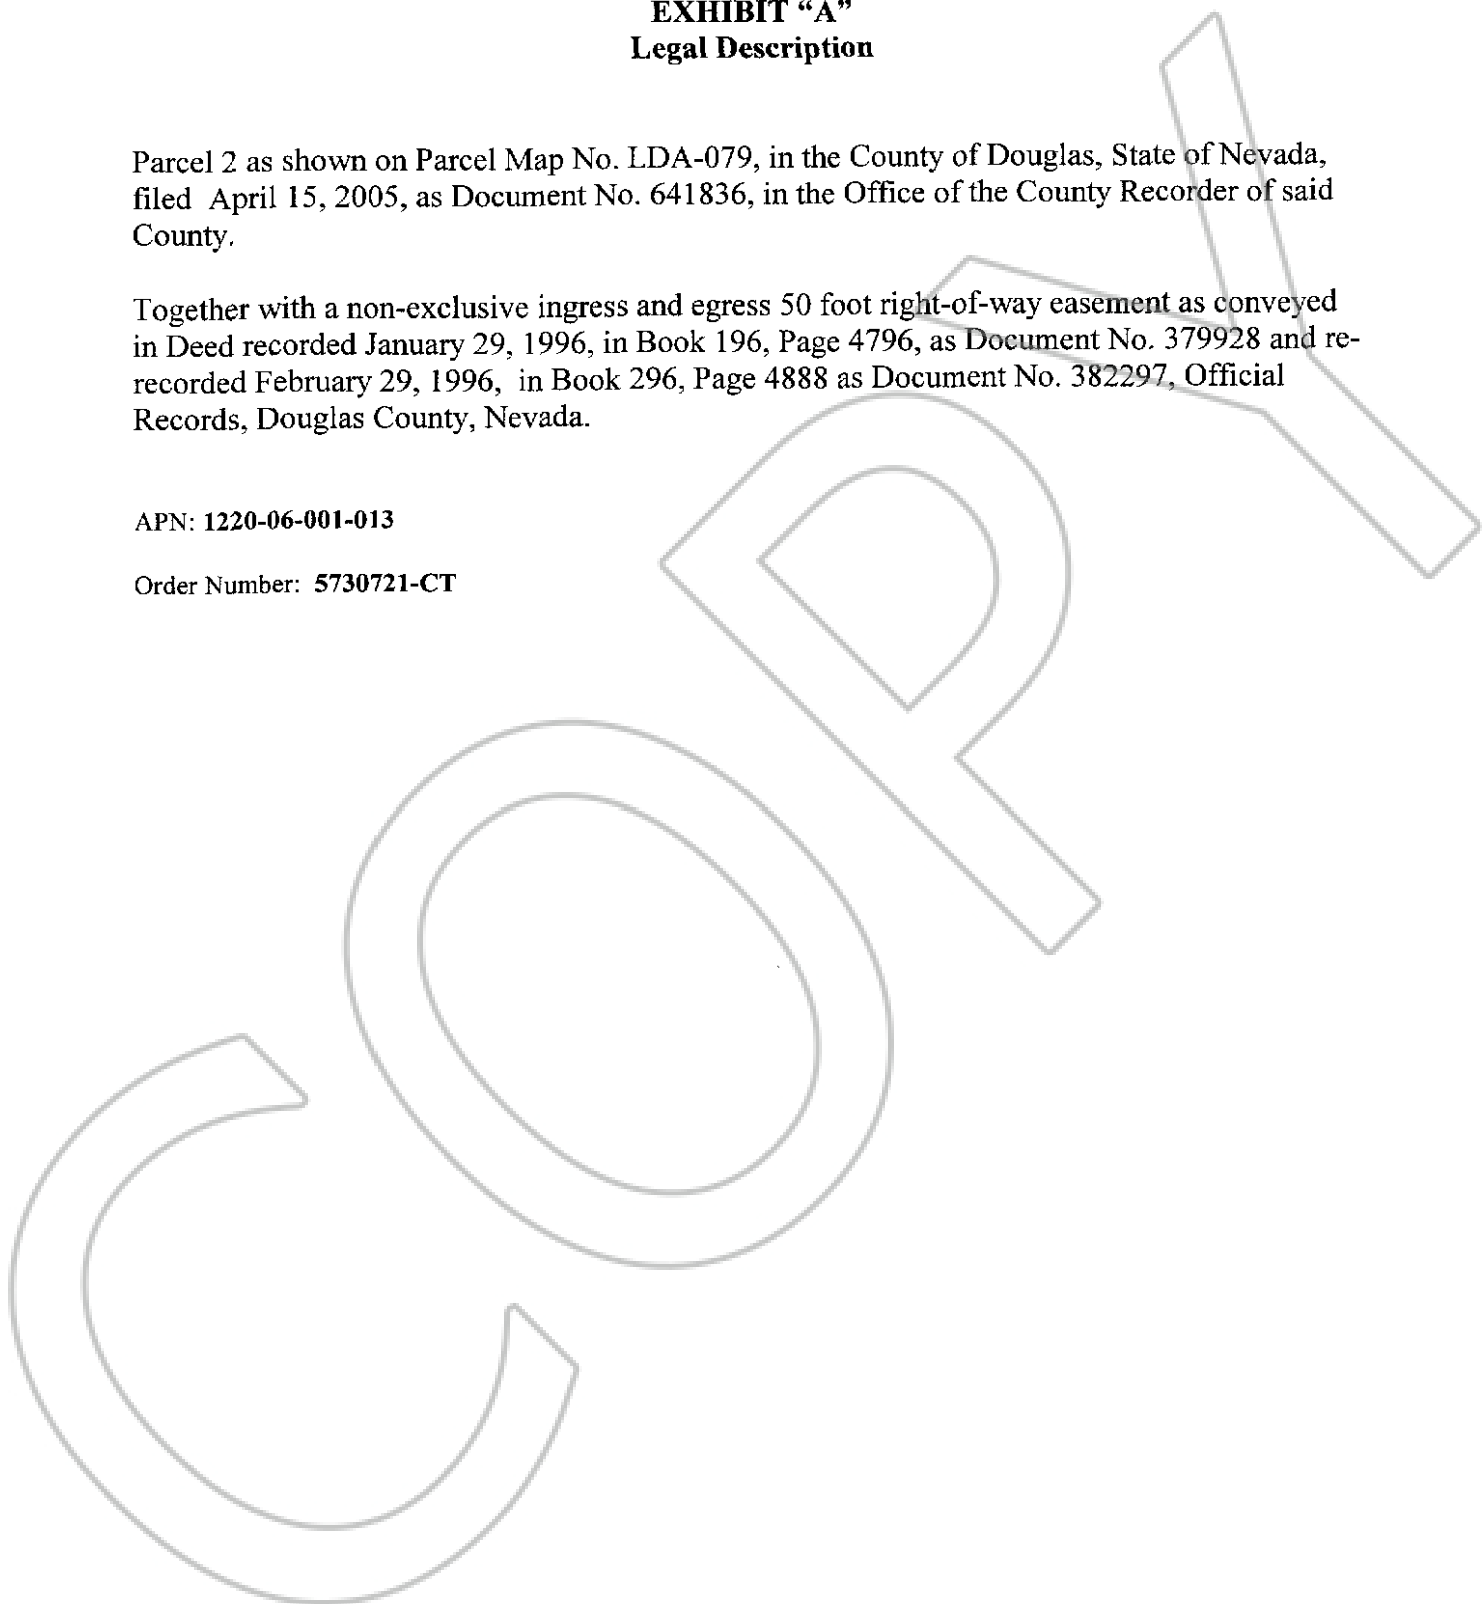 EXHIBIT “A”
Legal Description
Parcel 2 as shown on Parcel Map No. LDA-079, in the County of Douglas, State of Nevada,
filed  April 15, 2005, as Document No. 641836, in the Office of the County Recorder of said
County.
Together with a non-exclusive ingress and egress 50 foot right-of-way easement as conveyed
in Deed recorded January 29, 1996, in Book 196, Page 4796, as Document No. 379928 and re-
recorded February 29, 1996,  in Book 296, Page 4888 as Document No. 382297, Official
Records, Douglas County, Nevada.
APN: 1220-06-001-013
Order Number:  5730721-CT
COPY